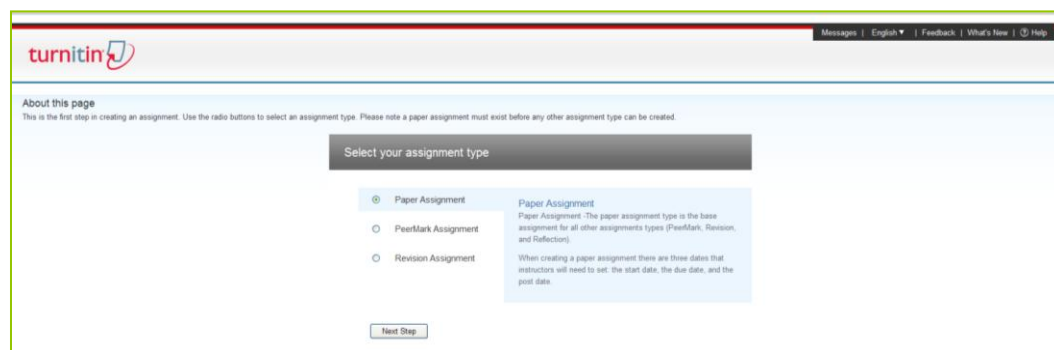 Messages | English ▼ | Feedback | What's New | ? Help
turnitin
About this page
This is the first step in creating an assignment. Use the radio buttons to select an assignment type. Please note a paper assignment must exist before any other assignment type can be created.
Select your assignment type
Paper Assignment
PeerMark Assignment
Revision Assignment
Paper Assignment
Paper Assignment -The paper assignment type is the base
assignment for all other assignments types (PeerMark, Revision,
and Reflection).
When creating a paper assignment there are three dates that
instructors will need to set: the start date, the due date, and the
post date.
Next Step